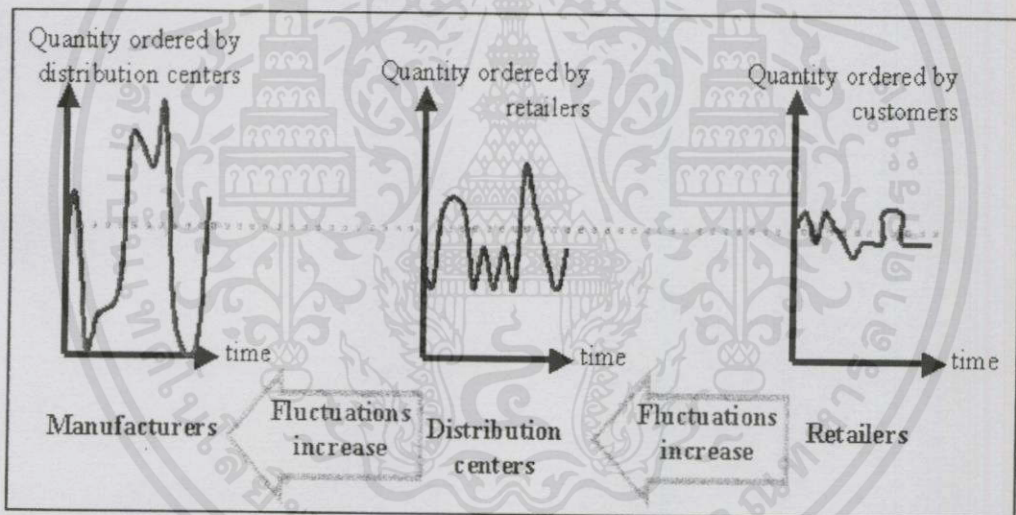 Quantity ordered by
distribution centers
time
Manufacturers
Fluctuations
increase
Quantity ordered by
retailers
time
Distribution
centers
Fluctuations
increase
Quantity ordered by
customers
time
Retailers